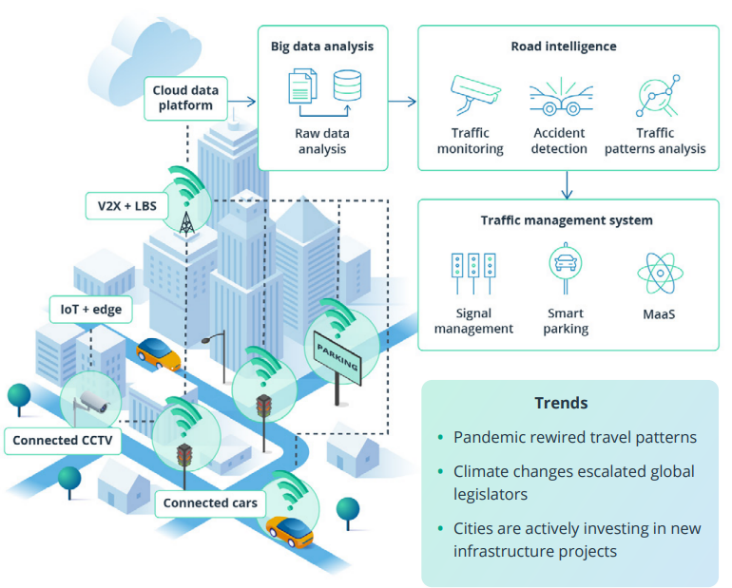 Cloud data
platform
Big data analysis
Raw data
analysis
Road intelligence
Traffic
monitoring
Accident
detection
Traffic
patterns analysis
V2X + LBS
Traffic management system
Signal
management
Smart
parking
MaaS
IoT + edge
PARKING
Connected CCTV
Connected cars
Trends
• Pandemic rewired travel patterns
• Climate changes escalated global
legislators
• Cities are actively investing in new
infrastructure projects